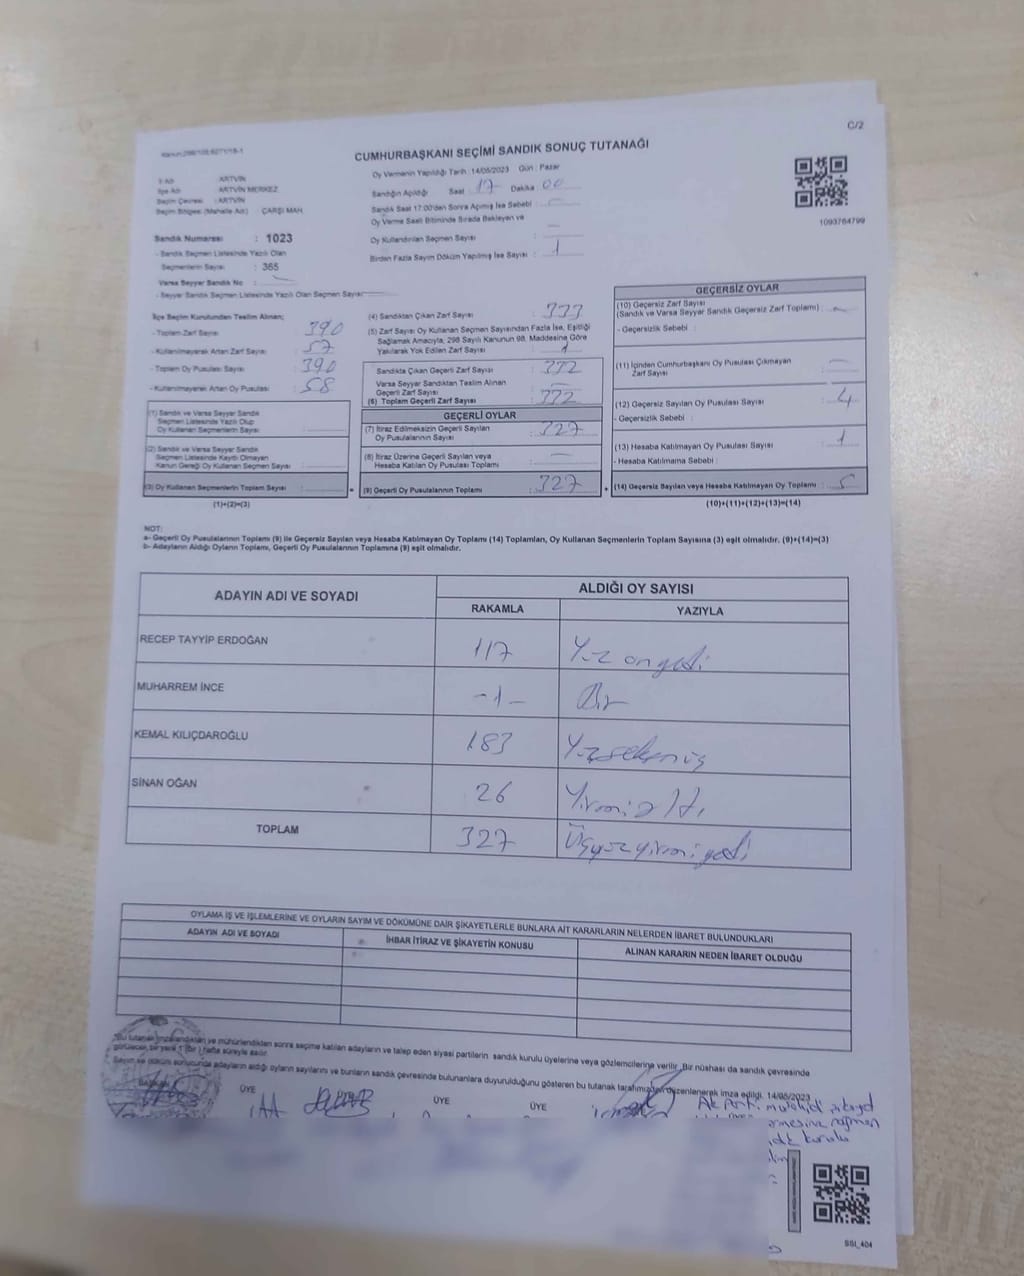 C/2
CUMHURBAŞKANI SEÇİMİ SANDIK SONUÇ TUTANAĞI
İl Adı : ARTVİN
İlçe Adı : ARTVİN MERKEZ
Seçim Çevresi : ARTVİN
Seçim Bölgesi (Mahalle Adı) : ÇARŞI MAH.
Oy Vermenin Yapıldığı Tarih :14/05/2023 Gün : Pazar
Sandığın Açıldığı Saat 17 Dakika 00
Sandık Saat 17:00'den Sonra Açılmış İse Sebebi :
Oy Verme Saati Bitiminde Sırada Bekleyen ve
Oy Kullandırılan Seçmen Sayısı : —
Birden Fazla Sayım Döküm Yapılmış İse Sayısı : 1
1093764799
Sandık Numarası : 1023
- Sandık Seçmen Listesinde Yazılı Olan
Seçmenlerin Sayısı : 365
Varsa Seyyar Sandık No :
- Seyyar Sandık Seçmen Listesinde Yazılı Olan Seçmen Sayısı
İlçe Seçim Kurulundan Teslim Alınan;
- Toplam Zarf Sayısı : 390
- Kullanılmayarak Artan Zarf Sayısı : 57
- Toplam Oy Pusulası : 390
- Kullanılmayarak Artan Oy Pusulası : 58
(1) Sandık ve Varsa Seyyar Sandık
Seçmen Listesinde Yazılı Olup
Oy Kullanan Seçmen Sayısı :
(2) Sandık ve Varsa Seyyar Sandık
Seçmen Listesinde Kayıtlı Olmayan
Kanun Gereği Oy Kullanan Seçmen Sayısı :
(3) Oy Kullanan Seçmenlerin Toplam Sayısı :
(1)+(2)=(3)
(4) Sandıktan Çıkan Zarf Sayısı : 333
(5) Zarf Sayısı Oy Kullanan Seçmen Sayısından Fazla İse, Eşitliği
Sağlamak Amacıyla, 298 Sayılı Kanunun 98. Maddesine Göre
Yakılarak Yok Edilen Zarf Sayısı : 1
Sandıkta Çıkan Geçerli Zarf Sayısı : 332
Varsa Seyyar Sandıktan Teslim Alınan
Geçerli Zarf Sayısı : —
(6) Toplam Geçerli Zarf Sayısı : 332
GEÇERLİ OYLAR
(7) İtiraz Edilmeksizin Geçerli Sayılan
Oy Pusulalarının Sayısı : 327
(8) İtiraz Üzerine Geçerli Sayılan veya
Hesaba Katılan Oy Pusulası Toplamı : —
(9) Geçerli Oy Pusulalarının Toplamı : 327
GEÇERSİZ OYLAR
(10) Geçersiz Zarf Sayısı
(Sandık ve Varsa Seyyar Sandık Geçersiz Zarf Toplamı) : —
- Geçersizlik Sebebi :
(11) İçinden Cumhurbaşkanı Oy Pusulası Çıkmayan
Zarf Sayısı : —
(12) Geçersiz Sayılan Oy Pusulası Sayısı : 4
- Geçersizlik Sebebi :
(13) Hesaba Katılmayan Oy Pusulası Sayısı : 1
- Hesaba Katılmama Sebebi :
(14) Geçersiz Sayılan veya Hesaba Katılmayan Oy Toplamı : 5
(10)+(11)+(12)+(13)=(14)
NOT:
a- Geçerli Oy Pusulalarının Toplamı (9) ile Geçersiz Sayılan veya Hesaba Katılmayan Oy Toplamı (14) Toplamları, Oy Kullanan Seçmenlerin Toplam Sayısına (3) eşit olmalıdır. (9)+(14)=(3)
b- Adayların Aldığı Oyların Toplamı, Geçerli Oy Pusulalarının Toplamına (9) eşit olmalıdır.
ADAYIN ADI VE SOYADI ALDIĞI OY SAYISI
RAKAMLA YAZIYLA
RECEP TAYYİP ERDOĞAN 117 Yüz onyedi
MUHARREM İNCE -1- Bir
KEMAL KILIÇDAROĞLU 183
SİNAN OĞAN 26 Yirmi altı
TOPLAM 327 Üçyüzyirmiyedi
OYLAMA İŞ VE İŞLEMLERİNE VE OYLARIN SAYIM VE DÖKÜMÜNE DAİR ŞİKAYETLERLE BUNLARA AİT KARARLARIN NELERDEN İBARET BULUNDUKLARI
ADAYIN ADI VE SOYADI İHBAR İTİRAZ VE ŞİKAYETİN KONUSU ALINAN KARARIN NEDEN İBARET OLDUĞU
"Bu tutanak imzalandıktan ve mühürlendikten sonra seçime katılan adayların ve talep eden siyasi partilerin sandık kurulu üyelerine veya gözlemcilerine verilir. Bir nüshası da sandık çevresinde
görülecek bir yere 1 (bir) hafta süreyle asılır.
Sayım ve döküm sonucunda adayların aldığı oyların sayılarını ve bunların sandık çevresinde bulunanlara duyurulduğunu gösteren bu tutanak tarafımızdan düzenlenerek imza edildi. 14/05/2023
BAŞKAN ÜYE ÜYE ÜYE
Ak Parti
rağmen
kurulu
SSI_404